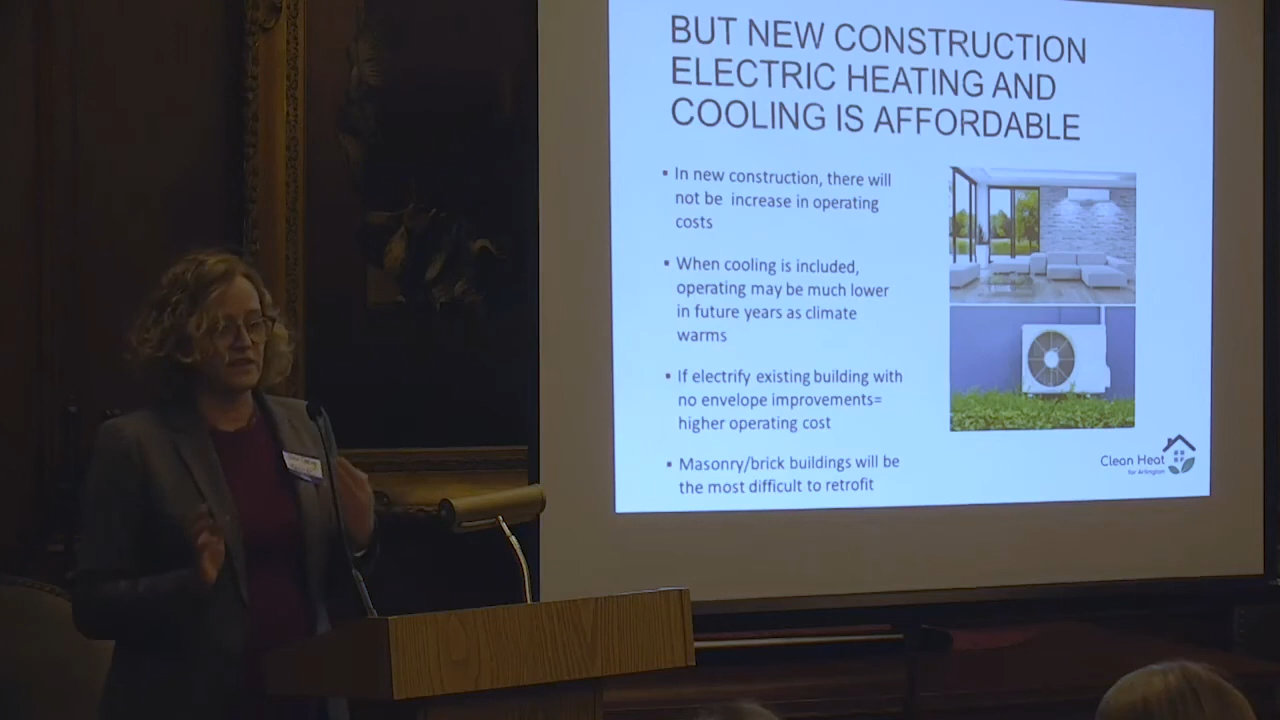 BUT NEW CONSTRUCTION
ELECTRIC HEATING AND
COOLING IS AFFORDABLE
▪ In new construction, there will
not be increase in operating
costs
▪ When cooling is included,
operating may be much lower
in future years as climate
warms
▪ If electrify existing building with
no envelope improvements=
higher operating cost
▪ Masonry/brick buildings will be
the most difficult to retrofit
Clean Heat
for Arlington